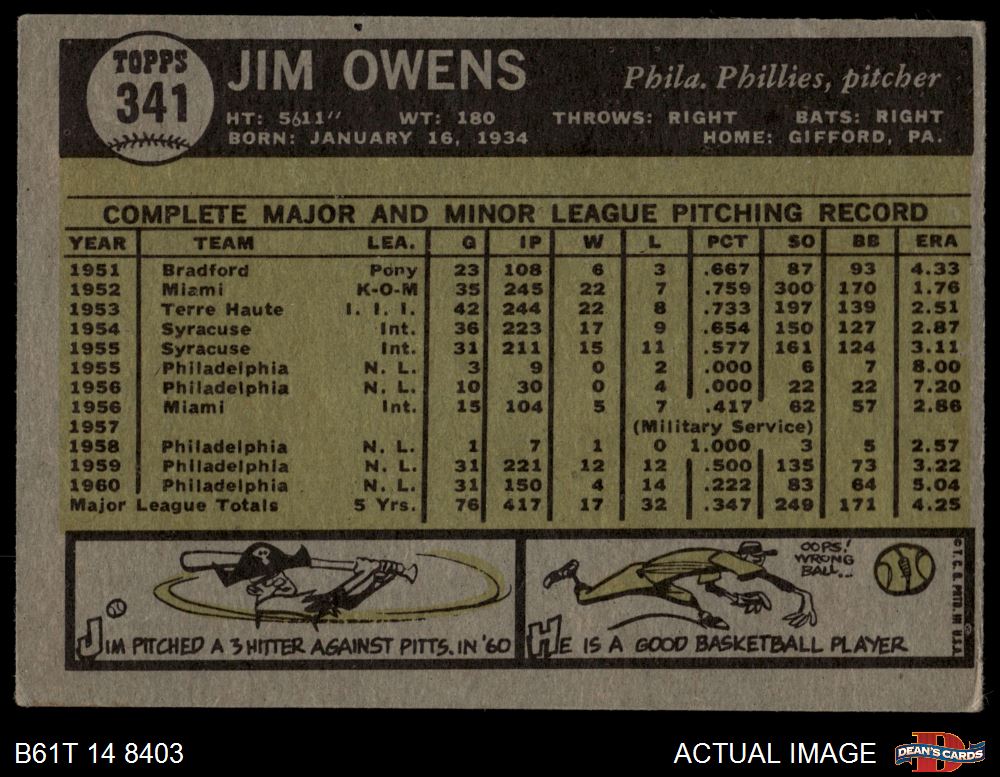 TOPPS
341
JIM OWENS
Phila. Phillies, pitcher
HT: 5611" WT: 180 THROWS: RIGHT BATS: RIGHT
BORN: JANUARY 16, 1934 HOME: GIFFORD, PA.
COMPLETE MAJOR AND MINOR LEAGUE PITCHING RECORD
YEAR TEAM LEA. G IP W L PCT SO BB ERA
1951 Bradford Pony 23 108 6 3 .667 87 93 4.33
1952 Miami K-O-M 35 245 22 7 .759 300 170 1.76
1953 Terre Haute I. I. I. 42 244 22 8 .733 197 139 2.51
1954 Syracuse Int. 36 223 17 9 .654 150 127 2.87
1955 Syracuse Int. 31 211 15 11 .577 161 124 3.11
1955 Philadelphia N. L. 3 9 0 2 .000 6 7 8.00
1956 Philadelphia N. L. 10 30 0 4 .000 22 22 7.20
1956 Miami Int. 15 104 5 7 .417 62 57 2.86
1957 (Military Service)
1958 Philadelphia N. L. 1 7 1 0 1.000 3 5 2.57
1959 Philadelphia N. L. 31 221 12 12 .500 135 73 3.22
1960 Philadelphia N. L. 31 150 4 14 .222 83 64 5.04
Major League Totals 5 Yrs. 76 417 17 32 .347 249 171 4.25
P
JIM PITCHED A 3 HITTER AGAINST PITTS. IN '60
OOPS!
WRONG
BALL...
HE IS A GOOD BASKETBALL PLAYER
© T. C. G. PRTD. IN U.S.A.
B61T 14 8403
ACTUAL IMAGE
D
DEAN'S CARDS